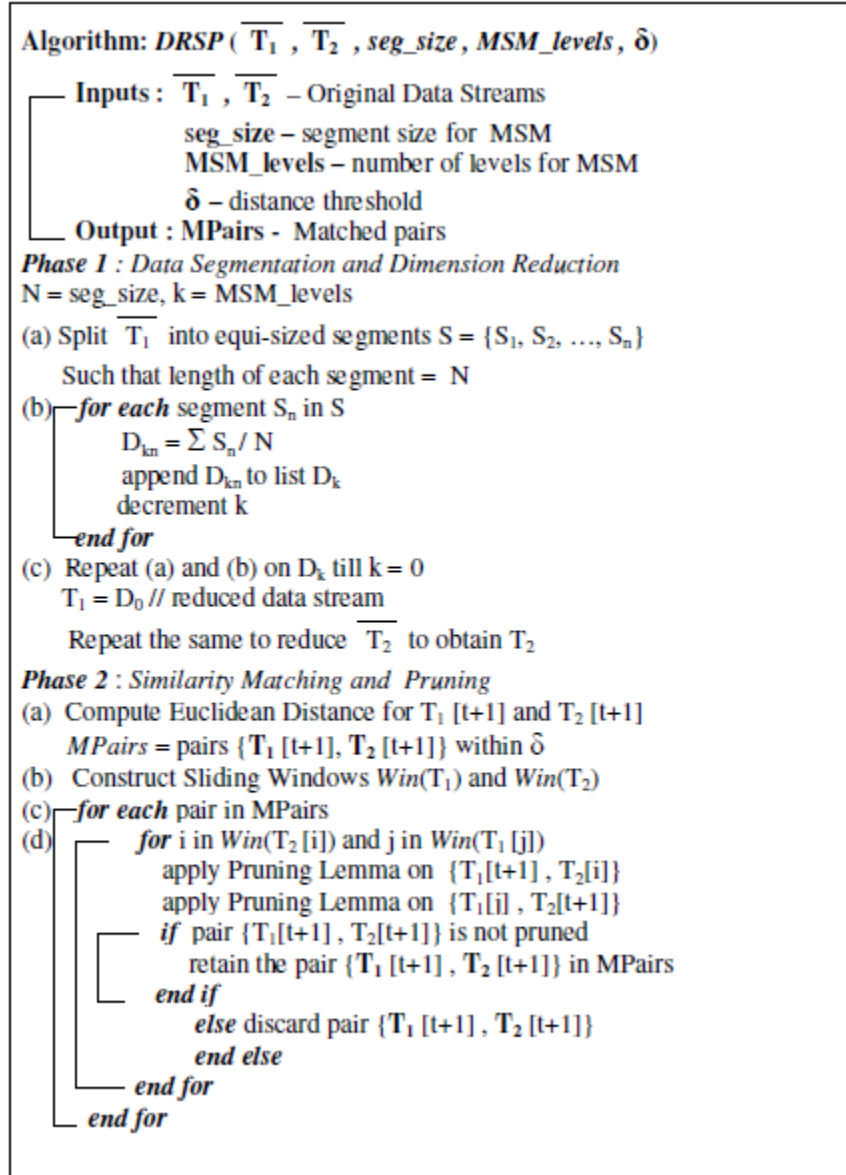 Algorithm: DRSP ( T̅₁ , T̅₂ , seg_size , MSM_levels , δ)
Inputs : T̅₁ , T̅₂ – Original Data Streams
seg_size – segment size for MSM
MSM_levels – number of levels for MSM
δ – distance threshold
Output : MPairs - Matched pairs
Phase 1 : Data Segmentation and Dimension Reduction
N = seg_size, k = MSM_levels
(a) Split T̅₁ into equi-sized segments S = {S₁, S₂, …, Sₙ}
Such that length of each segment = N
(b) for each segment Sₙ in S
Dₖₙ = Σ Sₙ / N
append Dₖₙ to list Dₖ
decrement k
end for
(c) Repeat (a) and (b) on Dₖ till k = 0
T₁ = D₀ // reduced data stream
Repeat the same to reduce T̅₂ to obtain T₂
Phase 2 : Similarity Matching and Pruning
(a) Compute Euclidean Distance for T₁ [t+1] and T₂ [t+1]
MPairs = pairs {T₁ [t+1], T₂ [t+1]} within δ
(b) Construct Sliding Windows Win(T₁) and Win(T₂)
(c) for each pair in MPairs
(d) for i in Win(T₂ [i]) and j in Win(T₁ [j])
apply Pruning Lemma on {T₁[t+1] , T₂[i]}
apply Pruning Lemma on {T₁[j] , T₂[t+1]}
if pair {T₁[t+1] , T₂[t+1]} is not pruned
retain the pair {T₁ [t+1] , T₂ [t+1]} in MPairs
end if
else discard pair {T₁ [t+1] , T₂ [t+1]}
end else
end for
end for